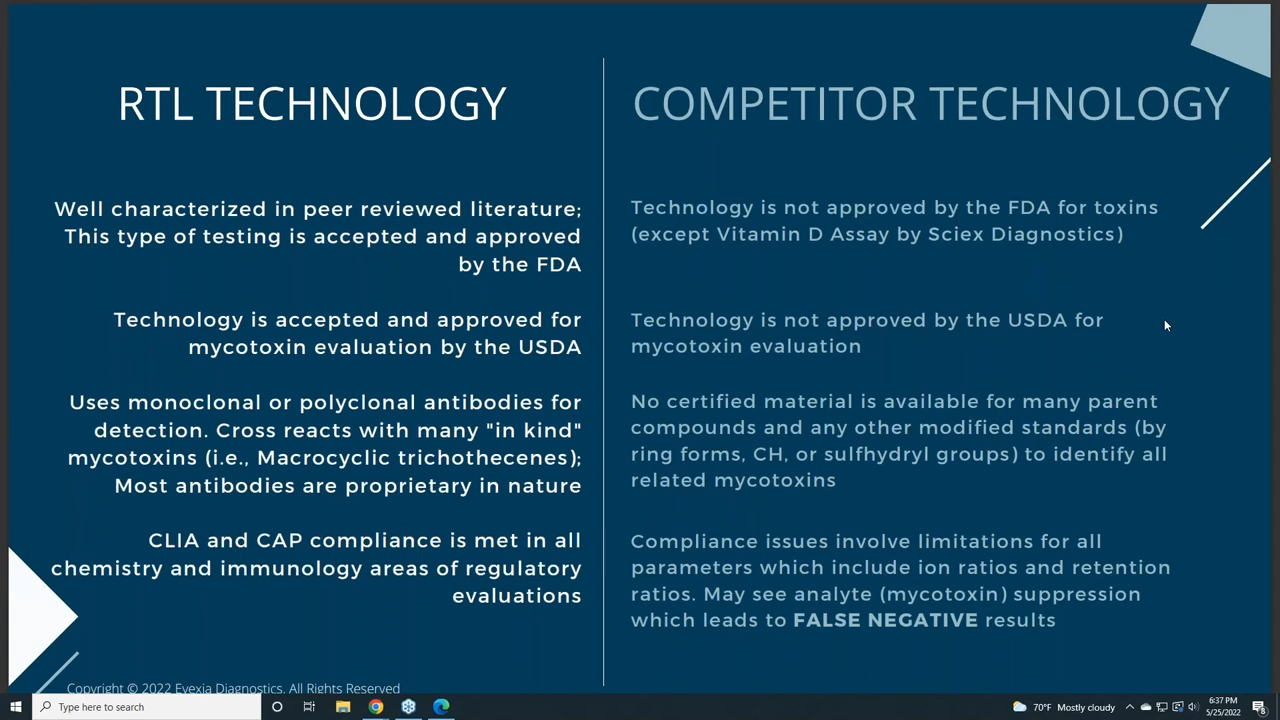 RTL TECHNOLOGY
Well characterized in peer reviewed literature;
This type of testing is accepted and approved
by the FDA
Technology is accepted and approved for
mycotoxin evaluation by the USDA
Uses monoclonal or polyclonal antibodies for
detection. Cross reacts with many "in kind"
mycotoxins (i.e., Macrocyclic trichothecenes);
Most antibodies are proprietary in nature
CLIA and CAP compliance is met in all
chemistry and immunology areas of regulatory
evaluations
COMPETITOR TECHNOLOGY
Technology is not approved by the FDA for toxins
(except Vitamin D Assay by Sciex Diagnostics)
Technology is not approved by the USDA for
mycotoxin evaluation
No certified material is available for many parent
compounds and any other modified standards (by
ring forms, CH, or sulfhydryl groups) to identify all
related mycotoxins
Compliance issues involve limitations for all
parameters which include ion ratios and retention
ratios. May see analyte (mycotoxin) suppression
which leads to FALSE NEGATIVE results
Copyright © 2022 Evexia Diagnostics. All Rights Reserved
Type here to search
70°F Mostly cloudy
6:37 PM
5/25/2022
8